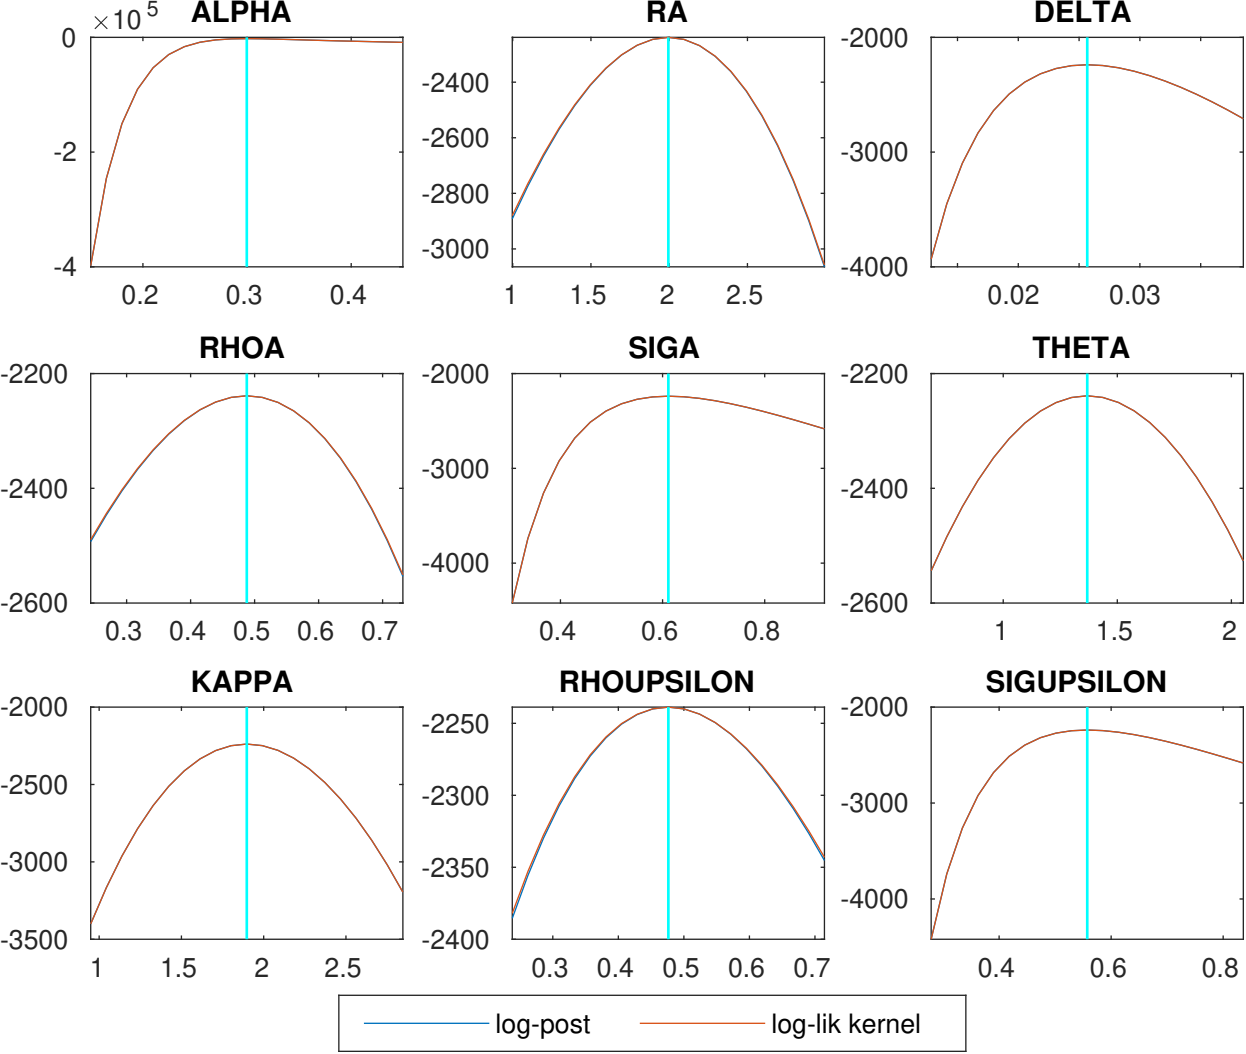 ALPHA RA DELTA
×10 5
0 -2 -4
0.2 0.3 0.4
-2400 -2600 -2800 -3000
1 1.5 2 2.5
-2000 -3000 -4000
0.02 0.03
RHOA SIGA THETA
-2200 -2400 -2600
0.3 0.4 0.5 0.6 0.7
-2000 -3000 -4000
0.4 0.6 0.8
-2200 -2400 -2600
1 1.5 2
KAPPA RHOUPSILON SIGUPSILON
-2000 -2500 -3000 -3500
1 1.5 2 2.5
-2250 -2300 -2350 -2400
0.3 0.4 0.5 0.6 0.7
-2000 -3000 -4000
0.4 0.6 0.8
log-post log-lik kernel